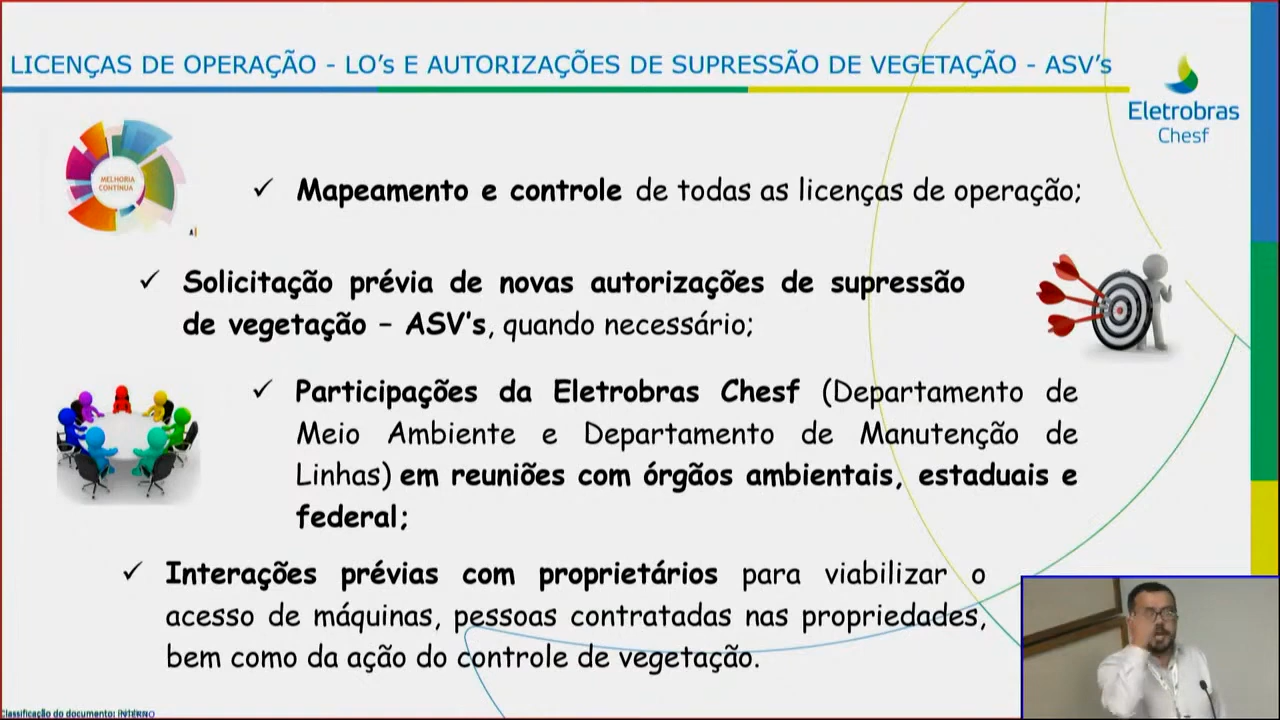 LICENÇAS DE OPERAÇÃO - LO's E AUTORIZAÇÕES DE SUPRESSÃO DE VEGETAÇÃO - ASV's
Eletrobras
Chesf
MELHORIA
CONTÍNUA
✓ Mapeamento e controle de todas as licenças de operação;
✓ Solicitação prévia de novas autorizações de supressão
de vegetação – ASV's, quando necessário;
✓ Participações da Eletrobras Chesf (Departamento de
Meio Ambiente e Departamento de Manutenção de
Linhas) em reuniões com órgãos ambientais, estaduais e
federal;
✓ Interações prévias com proprietários para viabilizar o
acesso de máquinas, pessoas contratadas nas propriedades,
bem como da ação do controle de vegetação.
Classificação do documento: